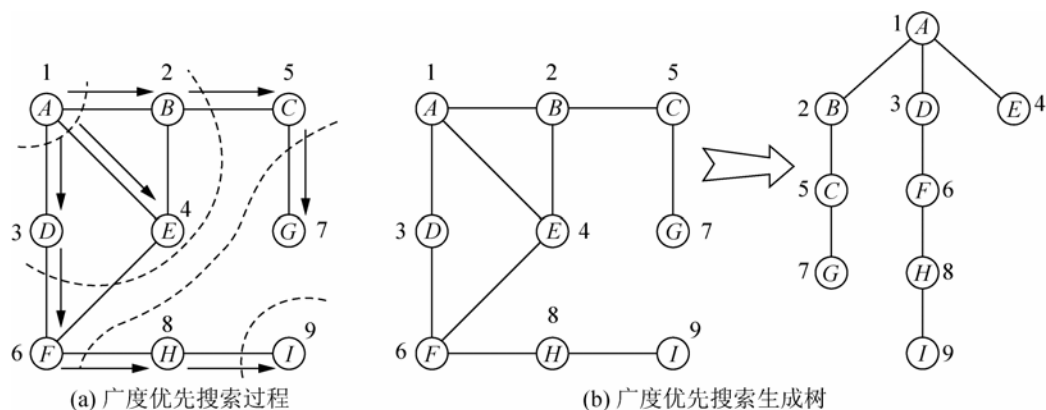 1 2 5
A B C
3 D E 4 G 7
6 F 8 H 9 I
(a) 广度优先搜索过程
1 2 5
A B C
3 D E 4 G 7
6 F 8 H 9 I
1 A
2 B 3 D E 4
5 C F 6
7 G H 8
I 9
(b) 广度优先搜索生成树